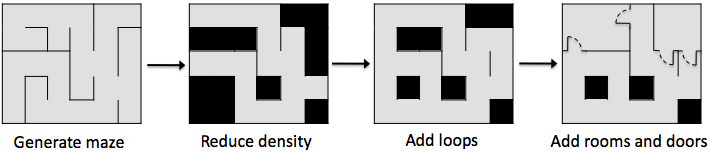 Generate maze
Reduce density
Add loops
Add rooms and doors